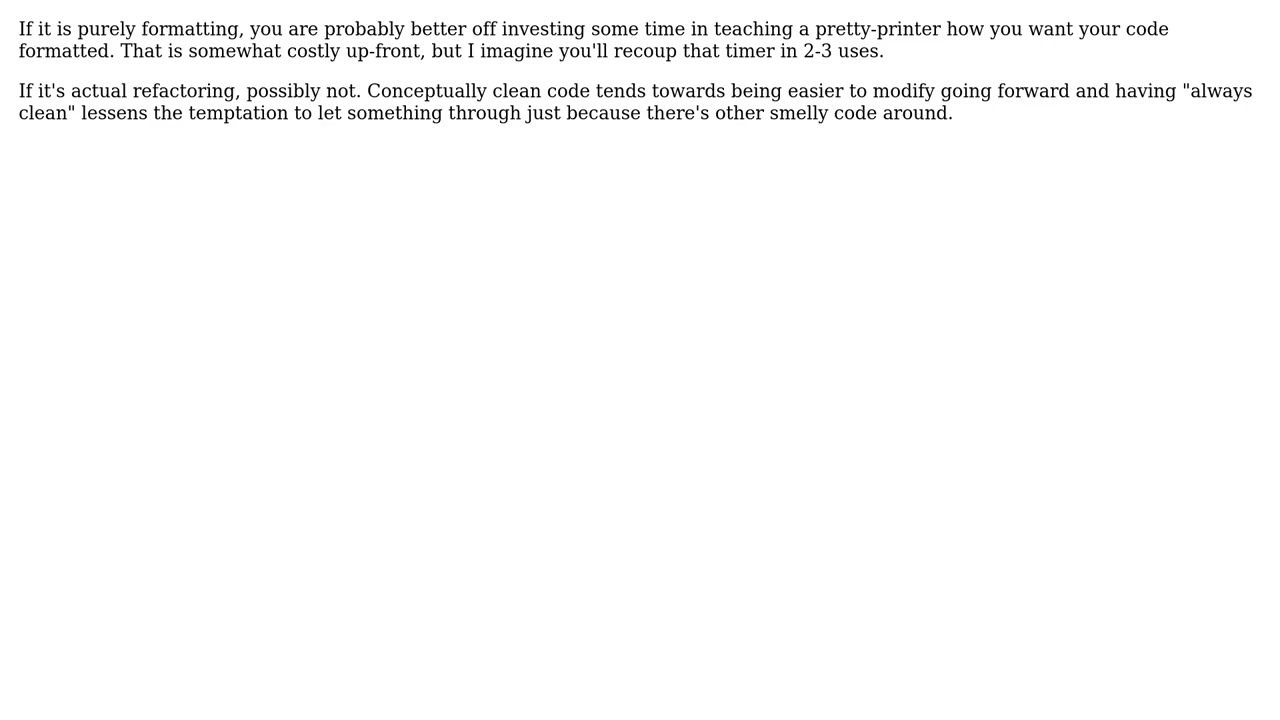 If it is purely formatting, you are probably better off investing some time in teaching a pretty-printer how you want your code
formatted. That is somewhat costly up-front, but I imagine you'll recoup that timer in 2-3 uses.
If it's actual refactoring, possibly not. Conceptually clean code tends towards being easier to modify going forward and having "always
clean" lessens the temptation to let something through just because there's other smelly code around.